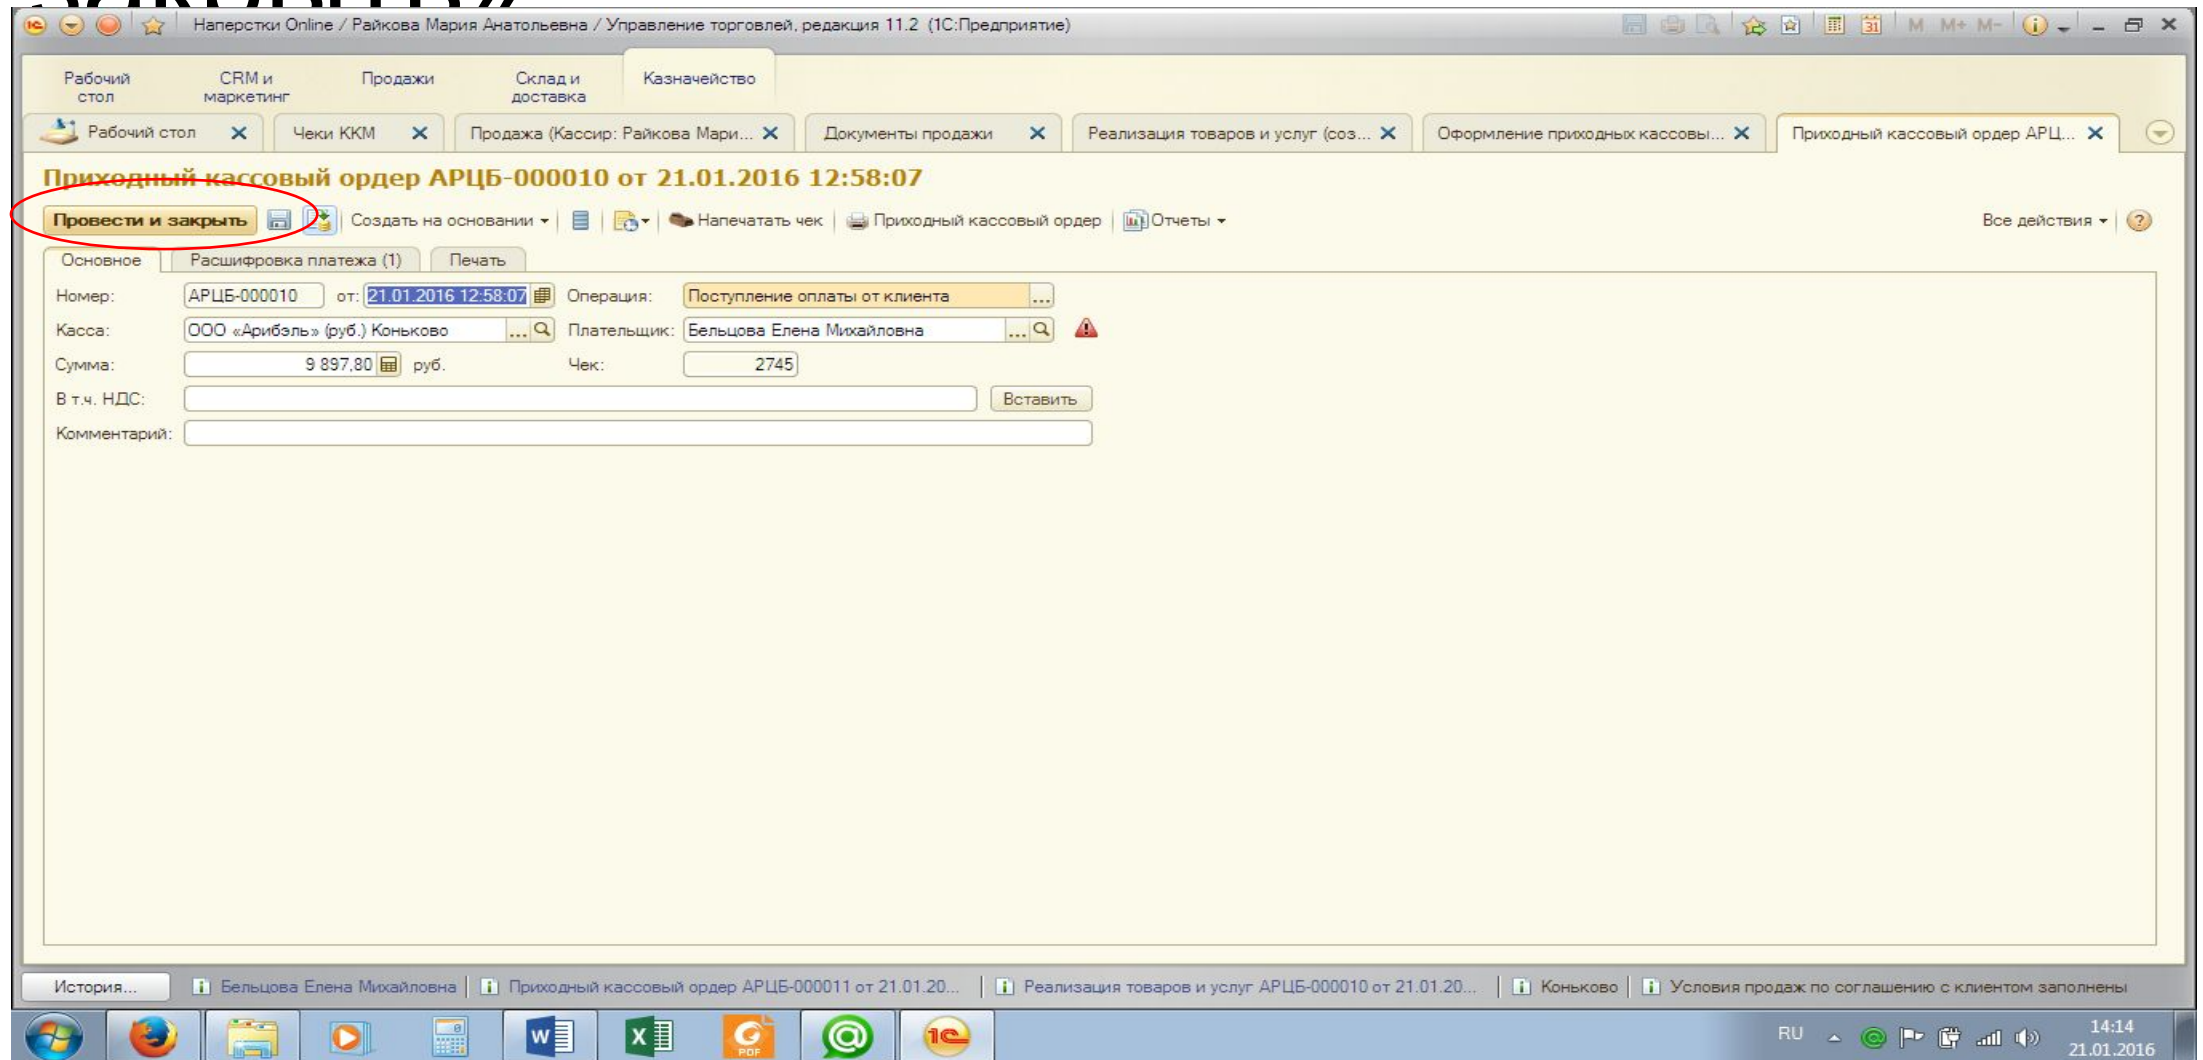 закрыть»
Наперстки Online / Райкова Мария Анатольевна / Управление торговлей, редакция 11.2 (1С:Предприятие)
M M+ M-
Рабочий стол
CRM и маркетинг
Продажи
Склад и доставка
Казначейство
Рабочий стол
Чеки ККМ
Продажа (Кассир: Райкова Мари...
Документы продажи
Реализация товаров и услуг (соз...
Оформление приходных кассовы...
Приходный кассовый ордер АРЦ...
Приходный кассовый ордер АРЦБ-000010 от 21.01.2016 12:58:07
Провести и закрыть
Создать на основании
Напечатать чек
Приходный кассовый ордер
Отчеты
Все действия
Основное
Расшифровка платежа (1)
Печать
Номер: АРЦБ-000010 от: 21.01.2016 12:58:07 Операция: Поступление оплаты от клиента ...
Касса: ООО «Арибэль» (руб.) Коньково ... Плательщик: Бельцова Елена Михайловна ...
Сумма: 9 897,80 руб. Чек: 2745
В т.ч. НДС: Вставить
Комментарий:
История...
Бельцова Елена Михайловна
Приходный кассовый ордер АРЦБ-000011 от 21.01.20...
Реализация товаров и услуг АРЦБ-000010 от 21.01.20...
Коньково
Условия продаж по соглашению с клиентом заполнены
RU
14:14
21.01.2016